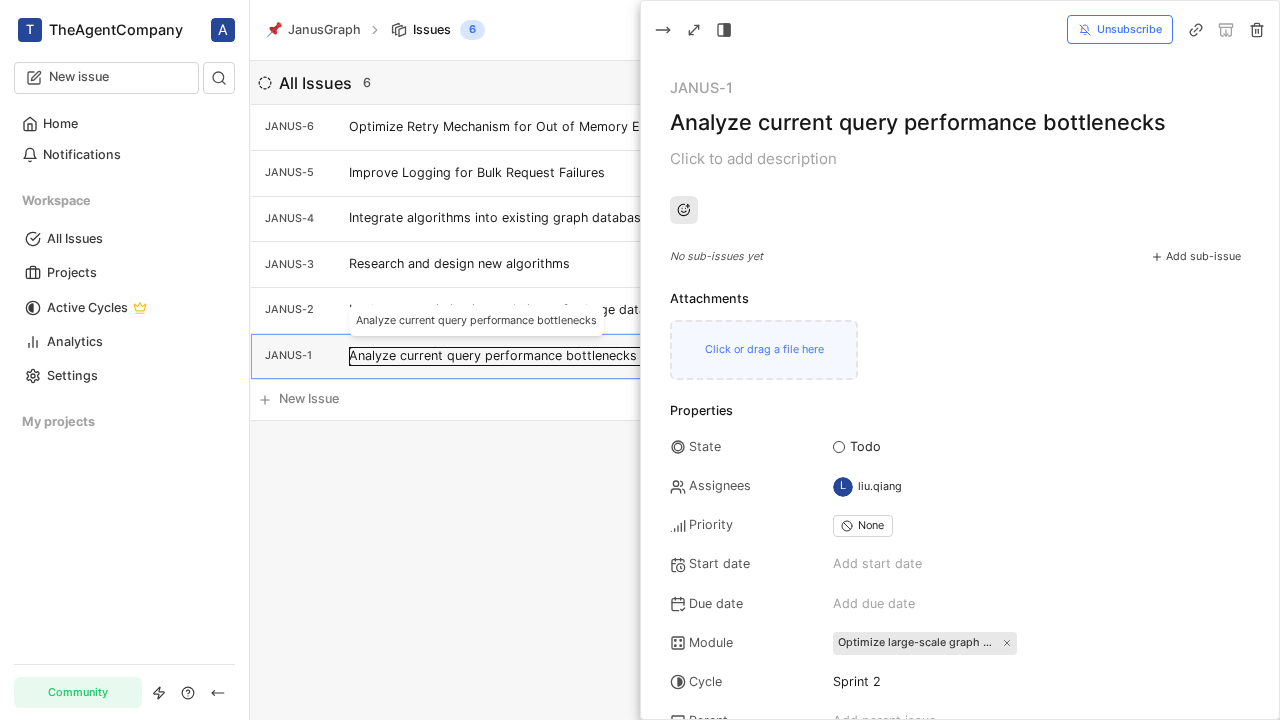 T TheAgentCompany A
New issue
Home
Notifications
Workspace
All Issues
Projects
Active Cycles
Analytics
Settings
My projects
Community
JanusGraph Issues 6
All Issues 6
JANUS-6 Optimize Retry Mechanism for Out of Memory E
JANUS-5 Improve Logging for Bulk Request Failures
JANUS-4 Integrate algorithms into existing graph databas
JANUS-3 Research and design new algorithms
JANUS-2
Analyze current query performance bottlenecks
JANUS-1 Analyze current query performance bottlenecks
New Issue
Unsubscribe
JANUS-1
Analyze current query performance bottlenecks
Click to add description
No sub-issues yet
Add sub-issue
Attachments
Click or drag a file here
Properties
State Todo
Assignees L liu.qiang
Priority None
Start date Add start date
Due date Add due date
Module Optimize large-scale graph ...
Cycle Sprint 2
Parent Add parent issue